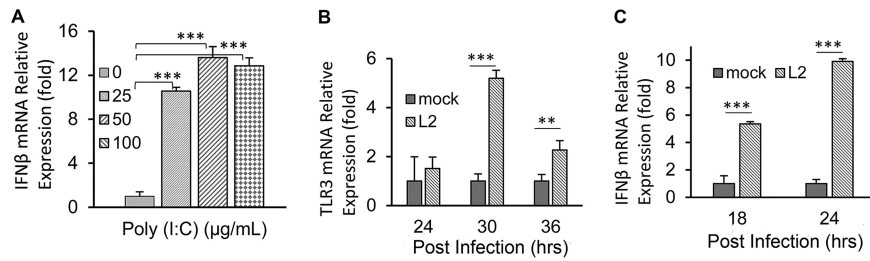 A
IFNβ mRNA Relative
Expression (fold)
16
12
8
4
0
0
25
50
100
***
***
***
Poly (I:C) (µg/mL)
B
TLR3 mRNA Relative
Expression (fold)
6
4
2
0
mock
L2
***
**
24
30
36
Post Infection (hrs)
C
IFNβ mRNA Relative
Expression (fold)
10
8
6
4
2
0
mock
L2
***
***
18
24
Post Infection (hrs)